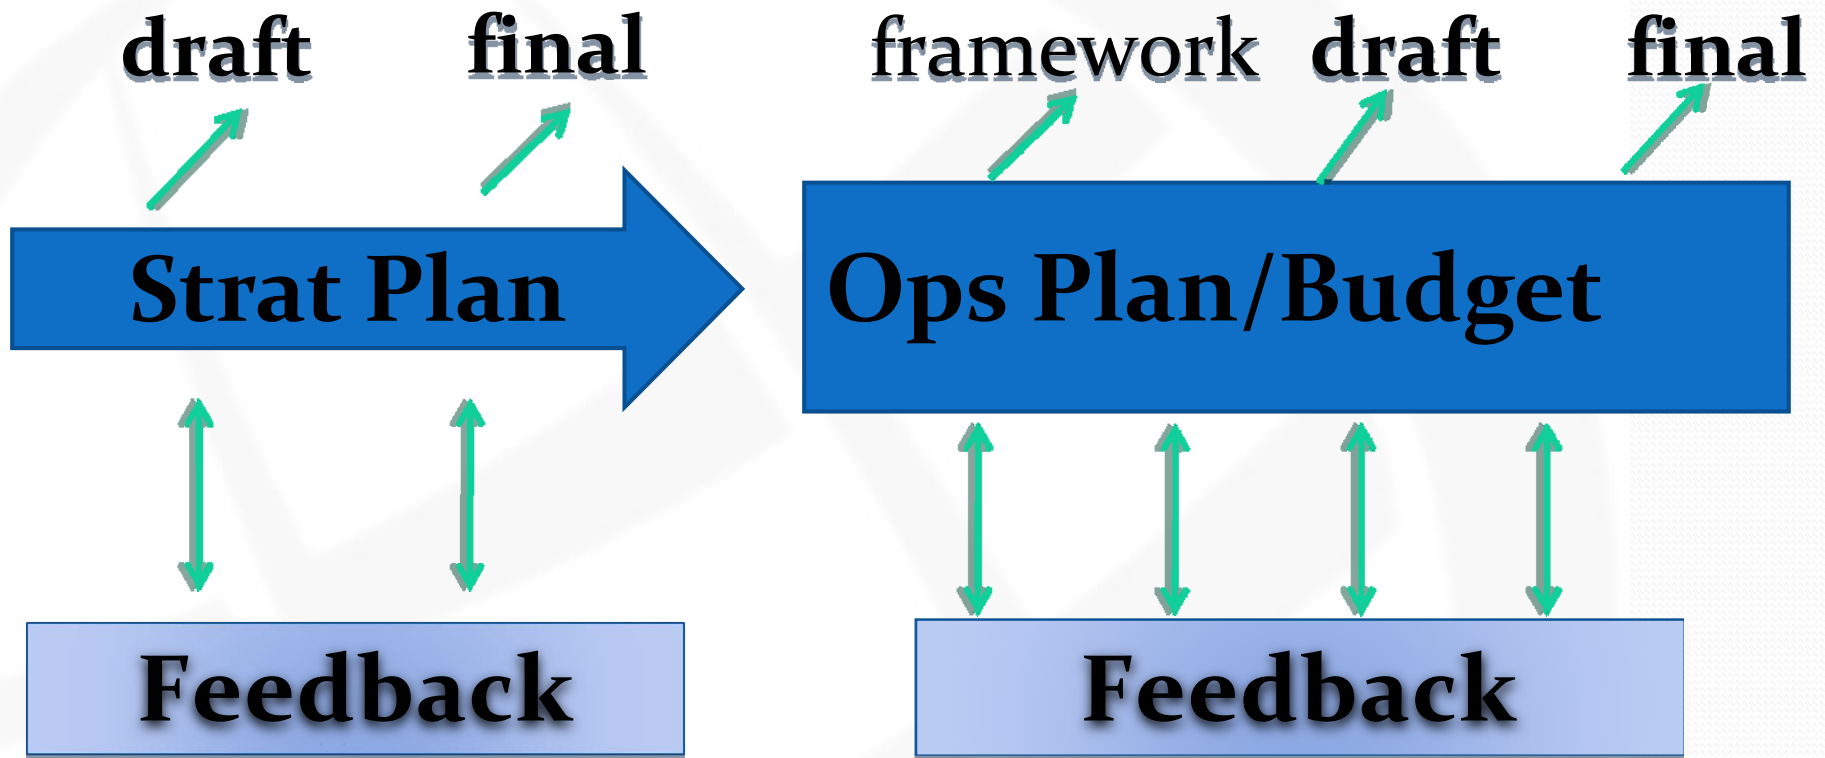 draft final framework draft final
Strat Plan Ops Plan/Budget
Feedback Feedback